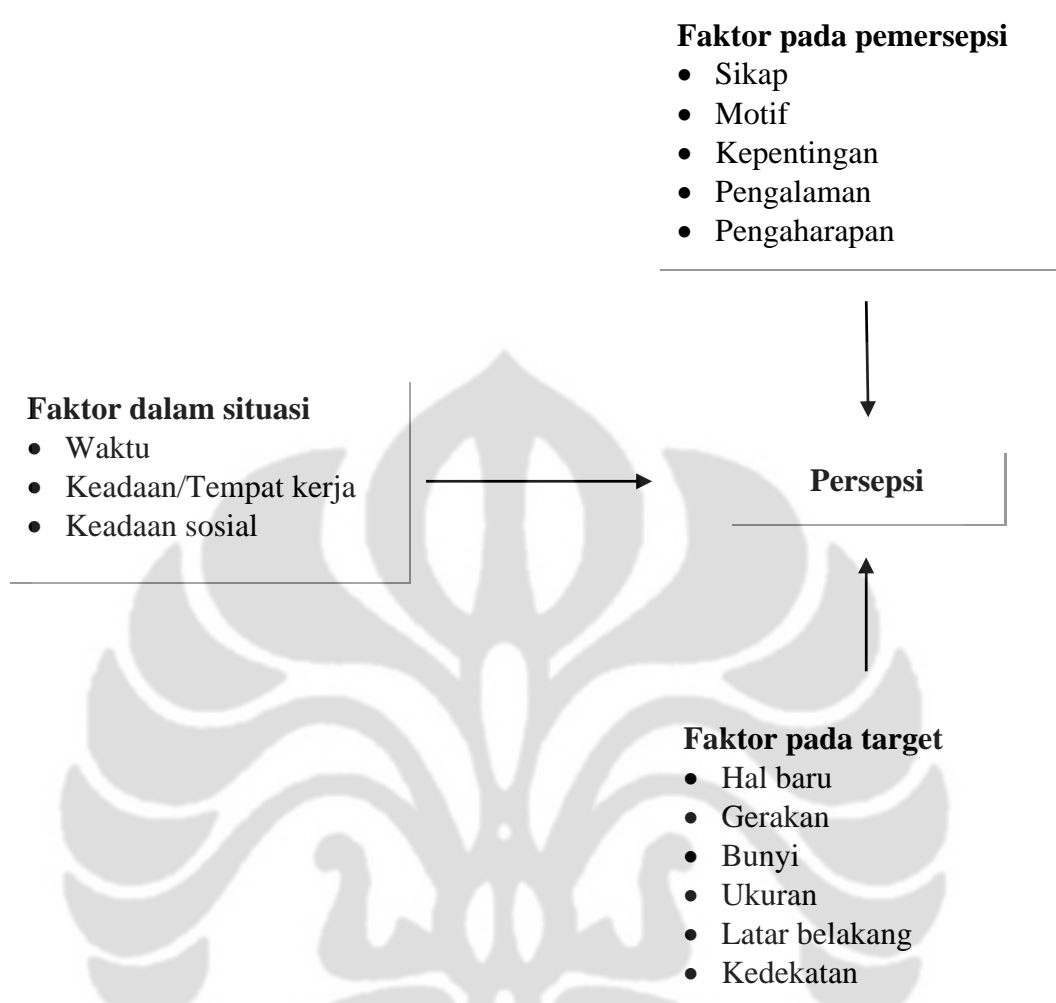 Faktor pada pemersepsi
• Sikap
• Motif
• Kepentingan
• Pengalaman
• Pengaharapan
Faktor dalam situasi
• Waktu
• Keadaan/Tempat kerja
• Keadaan sosial
Persepsi
Faktor pada target
• Hal baru
• Gerakan
• Bunyi
• Ukuran
• Latar belakang
• Kedekatan